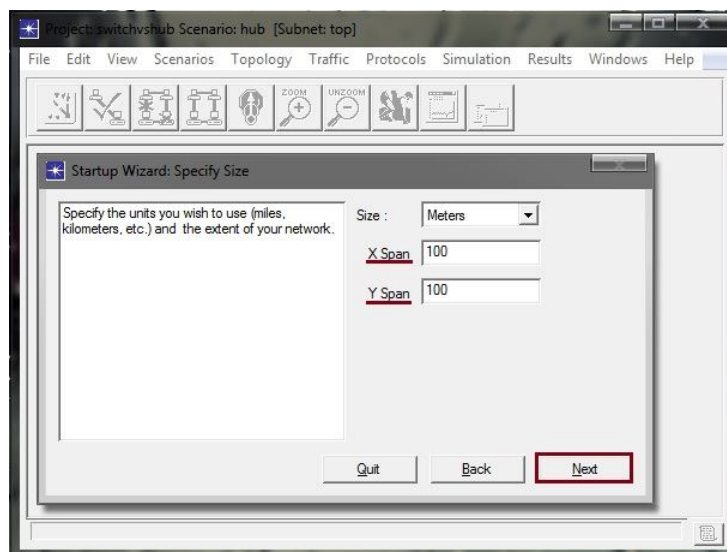 Project: switchvshub Scenario: hub [Subnet: top]
File Edit View Scenarios Topology Traffic Protocols Simulation Results Windows Help
ZOOM UNZOOM
Startup Wizard: Specify Size
Specify the units you wish to use (miles,
kilometers, etc.) and the extent of your network.
Size : Meters
X Span 100
Y Span 100
Quit Back Next